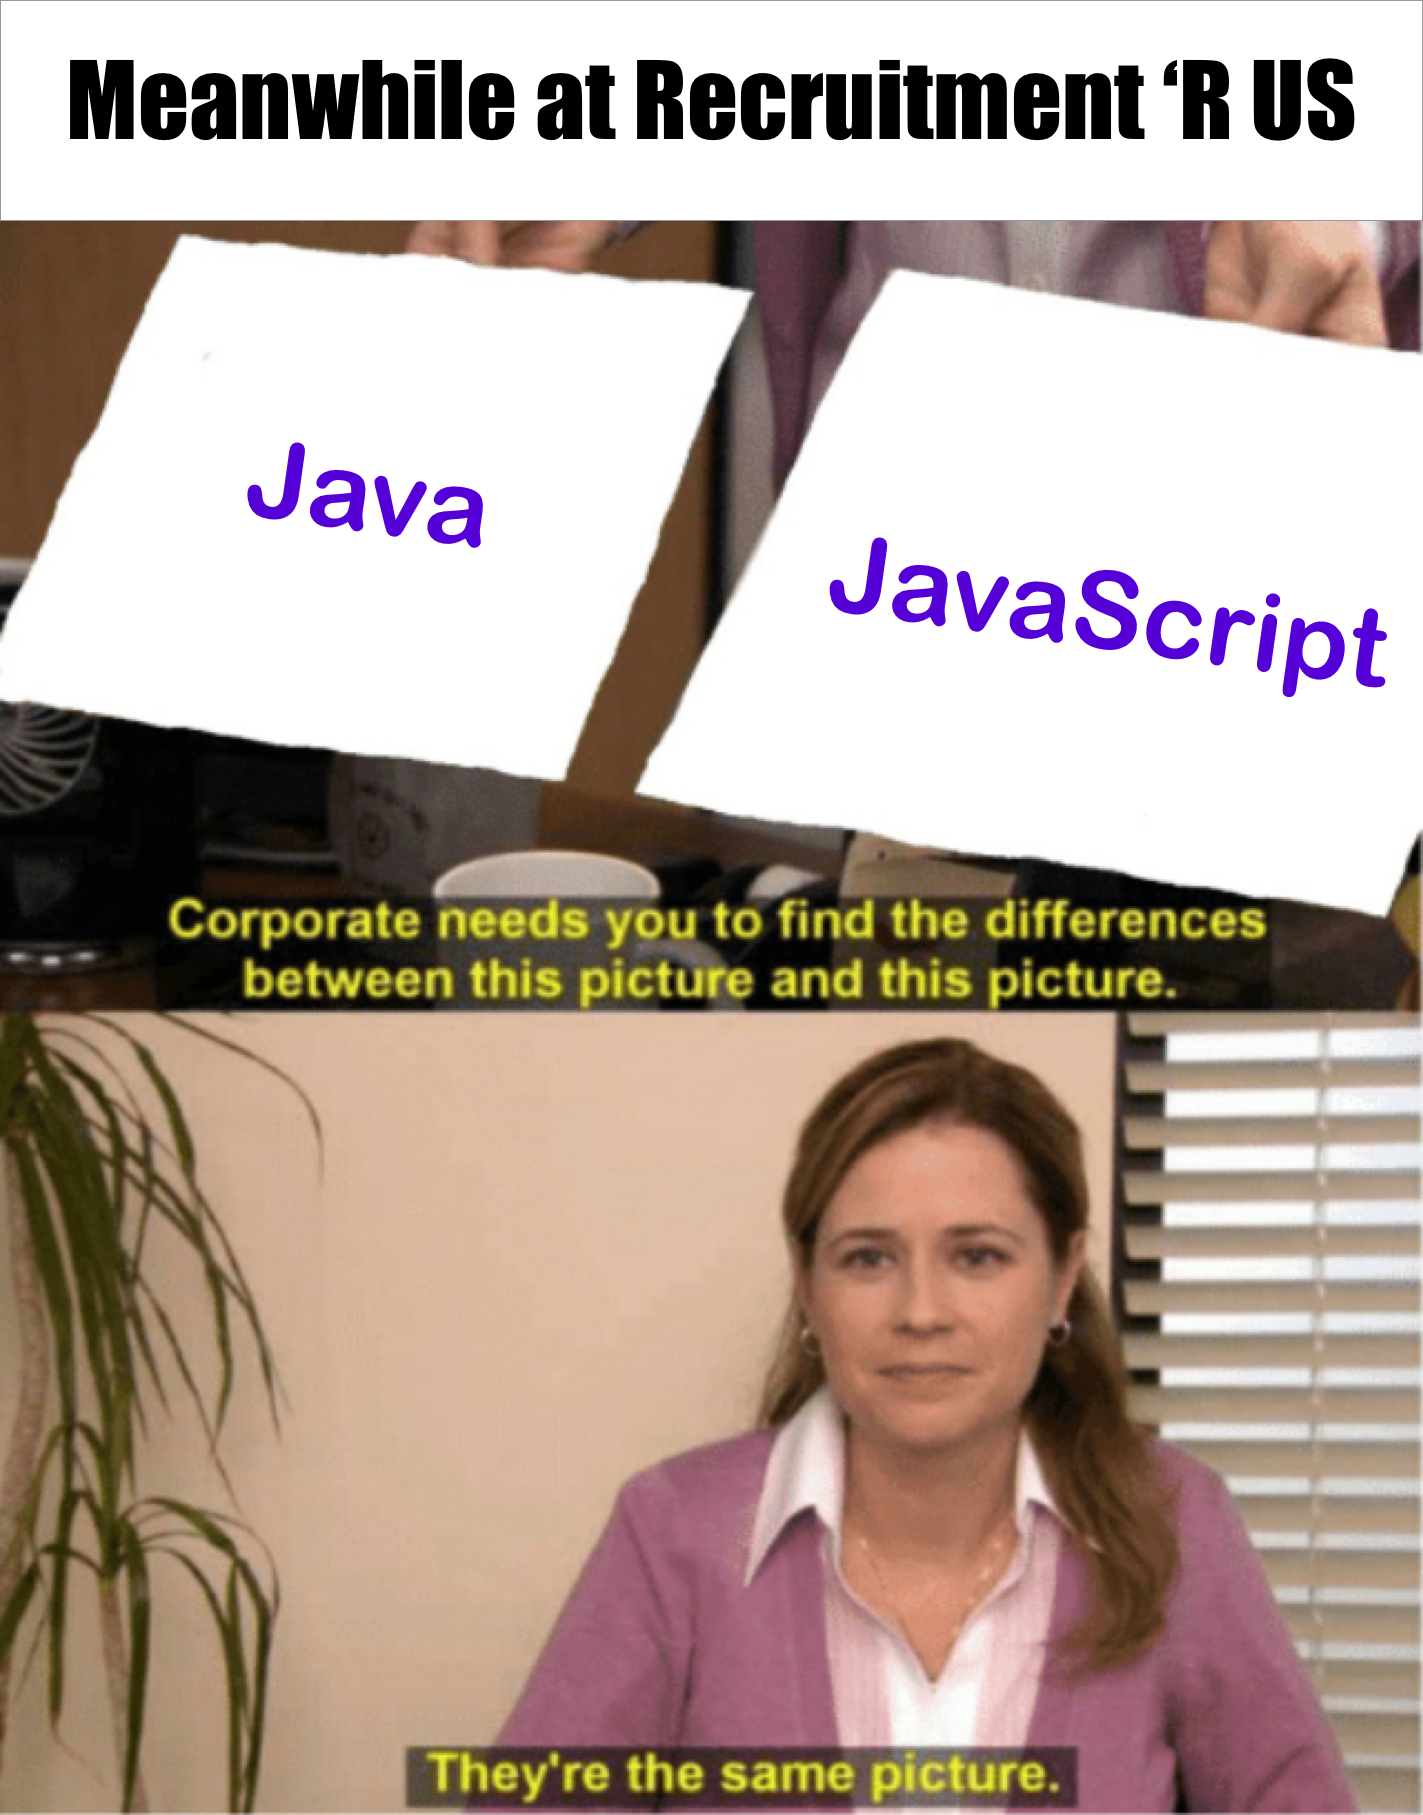 Meanwhile at Recruitment ‘R US
Java
JavaScript
Corporate needs you to find the differences
between this picture and this picture.
They're the same picture.